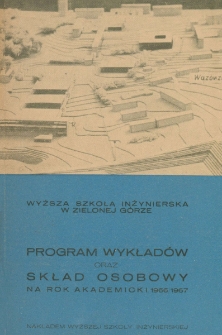 WYŻSZA SZKOŁA INŻYNIERSKA
W ZIELONEJ GÓRZE
PROGRAM WYKŁADÓW
ORAZ
SKŁAD OSOBOWY
NA ROK AKADEMICKI 1966/1967
NAKŁADEM WYŻSZEJ SZKOŁY INŻYNIERSKIEJ